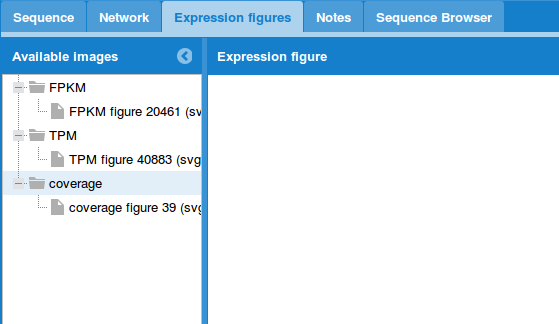 Sequence Network Expression figures Notes Sequence Browser
Available images Expression figure
FPKM
FPKM figure 20461 (sv
TPM
TPM figure 40883 (svg
coverage
coverage figure 39 (svg